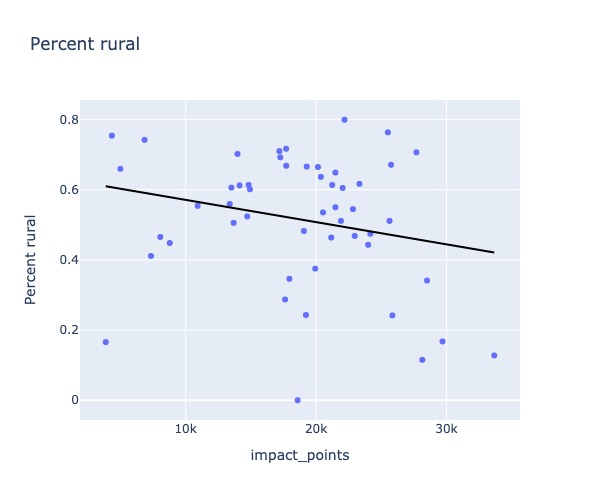 Percent rural
Percent rural
0.8
0.6
0.4
0.2
0
10k
20k
30k
impact_points